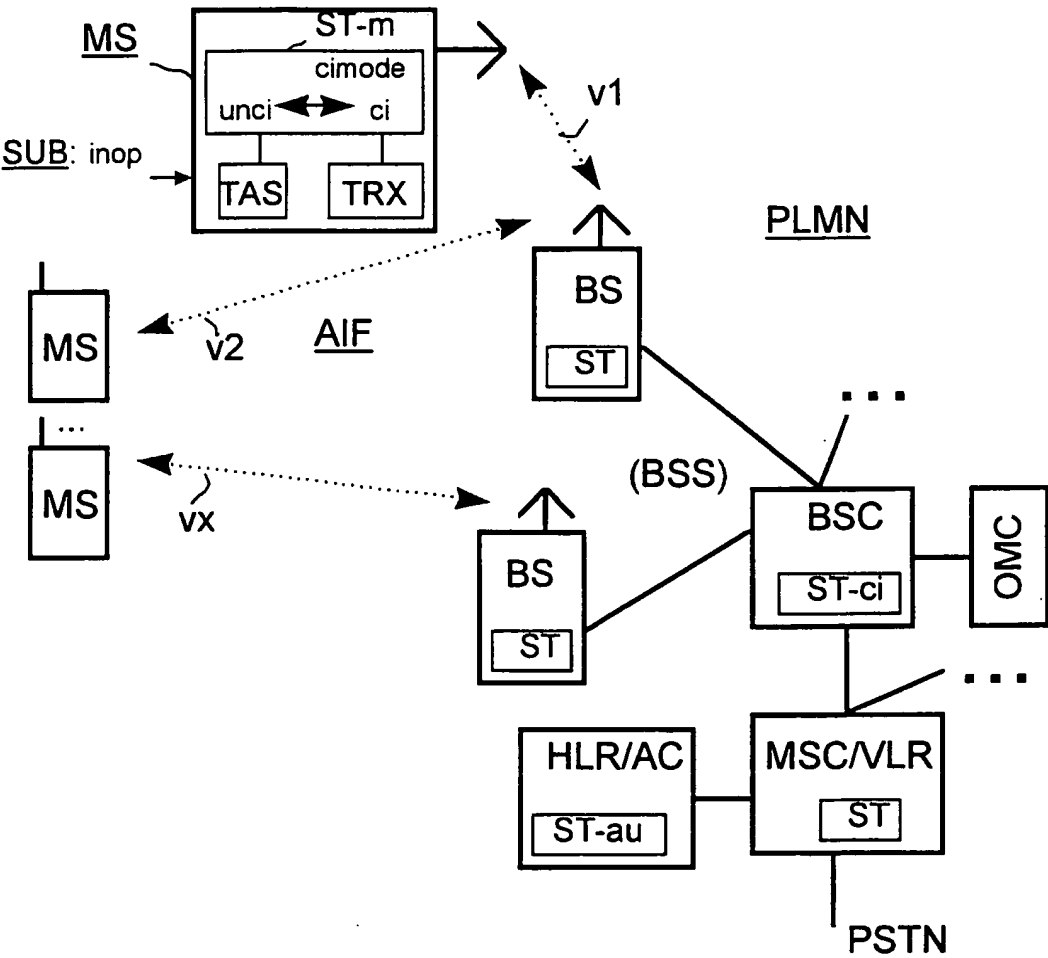 MS
ST-m
cimode
unci
ci
SUB: inop
TAS
TRX
v1
PLMN
BS
ST
v2
AIF
MS
...
...
MS
vx
(BSS)
BSC
ST-ci
OMC
BS
ST
...
HLR/AC
ST-au
MSC/VLR
ST
PSTN